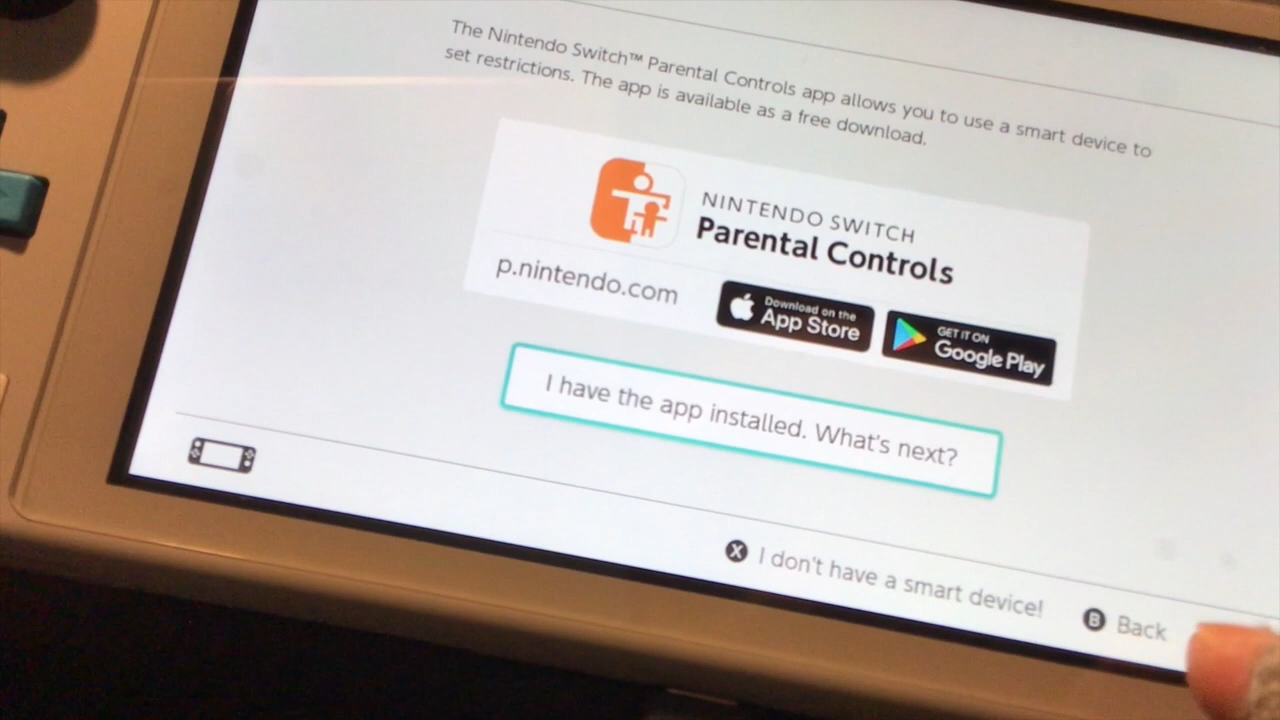 The Nintendo Switch™ Parental Controls app allows you to use a smart device to
set restrictions. The app is available as a free download.
NINTENDO SWITCH
Parental Controls
p.nintendo.com
Download on the
App Store
GET IT ON
Google Play
I have the app installed. What's next?
X I don't have a smart device!
B Back